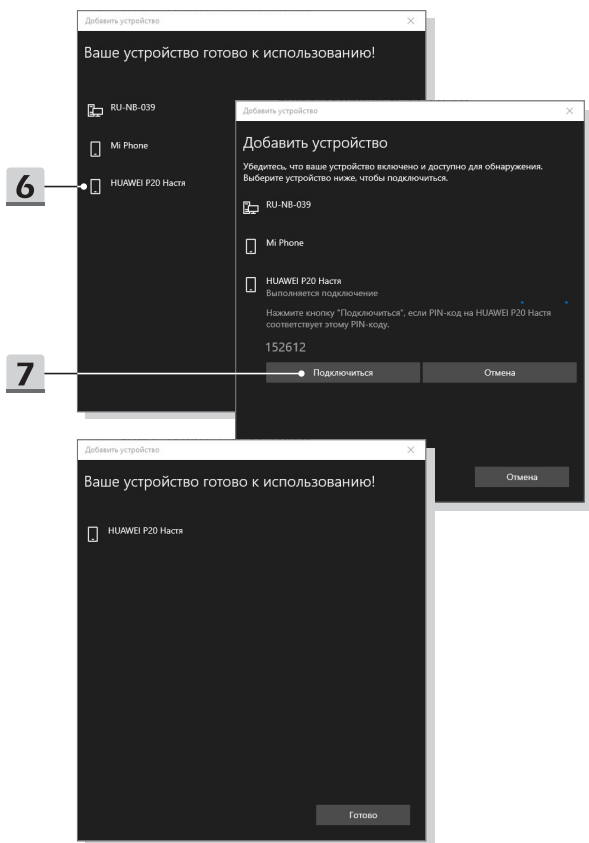 Добавить устройство
Ваше устройство готово к использованию!
RU-NB-039
Mi Phone
6
HUAWEI P20 Настя
Добавить устройство
Добавить устройство
Убедитесь, что ваше устройство включено и доступно для обнаружения.
Выберите устройство ниже, чтобы подключиться.
RU-NB-039
Mi Phone
HUAWEI P20 Настя
Выполняется подключение
Нажмите кнопку "Подключиться", если PIN-код на HUAWEI P20 Настя
соответствует этому PIN-коду.
152612
7
Подключиться
Отмена
Отмена
Добавить устройство
Ваше устройство готово к использованию!
HUAWEI P20 Настя
Готово